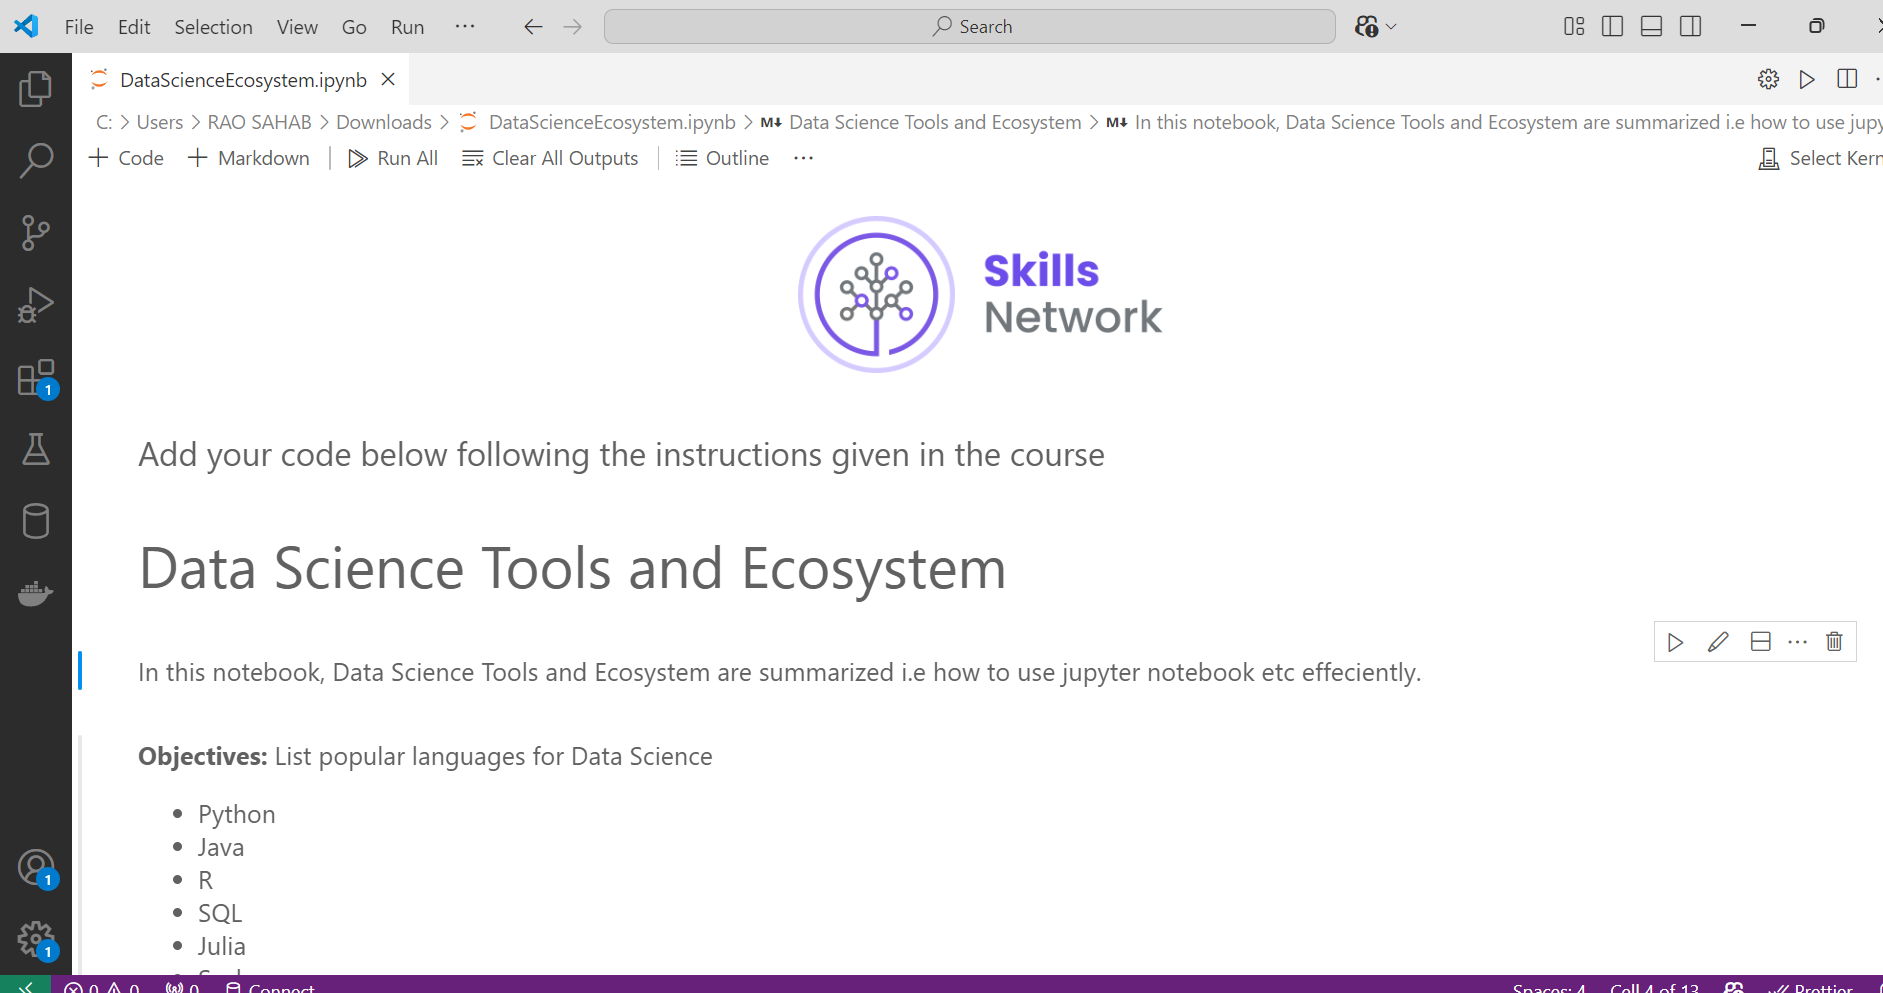 File Edit Selection View Go Run ··· Search
DataScienceEcosystem.ipynb
C: > Users > RAO SAHAB > Downloads > DataScienceEcosystem.ipynb > M↓ Data Science Tools and Ecosystem > M↓ In this notebook, Data Science Tools and Ecosystem are summarized i.e how to use
+ Code + Markdown Run All Clear All Outputs Outline ··· Select
Skills
Network
Add your code below following the instructions given in the course
Data Science Tools and Ecosystem
In this notebook, Data Science Tools and Ecosystem are summarized i.e how to use jupyter notebook etc effeciently.
Objectives: List popular languages for Data Science
• Python
• Java
• R
• SQL
• Julia
1
1
1
0 0 0 Connect Spaces: 4 Cell 4 of 13 Prettier